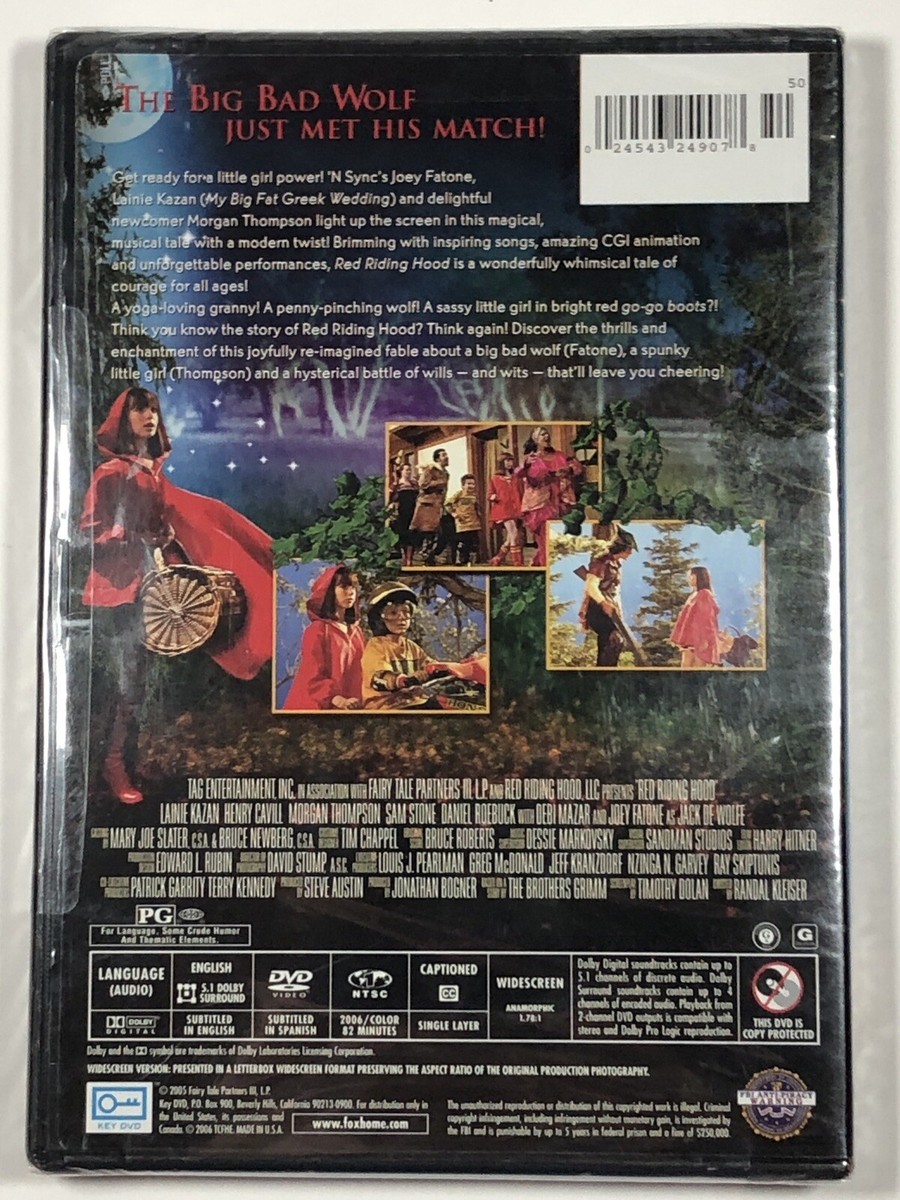 THE BIG BAD WOLF
JUST MET HIS MATCH!
50
0 24543 24907 8
Get ready for a little girl power! 'N Sync's Joey Fatone,
Lainie Kazan (My Big Fat Greek Wedding) and delightful
newcomer Morgan Thompson light up the screen in this magical,
musical tale with a modern twist! Brimming with inspiring songs, amazing CGI animation
and unforgettable performances, Red Riding Hood is a wonderfully whimsical tale of
courage for all ages!
A yoga-loving granny! A penny-pinching wolf! A sassy little girl in bright red go-go boots?!
Think you know the story of Red Riding Hood? Think again! Discover the thrills and
enchantment of this joyfully re-imagined fable about a big bad wolf (Fatone), a spunky
little girl (Thompson) and a hysterical battle of wills — and wits — that'll leave you cheering!
TAG ENTERTAINMENT, INC. IN ASSOCIATION WITH FAIRY TALE PARTNERS III, L.P. AND RED RIDING HOOD, LLC PRESENTS "RED RIDING HOOD"
LAINIE KAZAN HENRY CAVILL MORGAN THOMPSON SAM STONE DANIEL ROEBUCK WITH DEBI MAZAR AND JOEY FATONE AS JACK DE WOLFE
MARY JOE SLATER, C.S.A. & BRUCE NEWBERG, C.S.A. TIM CHAPPEL BRUCE ROBERTS DESSIE MARKOVSKY SANDMAN STUDIOS HARRY HITNER
EDWARD L. RUBIN DAVID STUMP A.S.C. LOUIS J. PEARLMAN GREG McDONALD JEFF KRANZDORF NZINGA N. GARVEY RAY SKIPTUNIS
CO-EXECUTIVE PATRICK GARRITY TERRY KENNEDY STEVE AUSTIN JONATHAN BOGNER THE BROTHERS GRIMM TIMOTHY DOLAN RANDAL KLEISER
PG
For Language, Some Crude Humor
And Thematic Elements.
G
LANGUAGE
(AUDIO)
ENGLISH
5.1 DOLBY
SURROUND
DVD
VIDEO
NTSC
CAPTIONED
CC
WIDESCREEN
ANAMORPHIC
1.78:1
DOLBY
DIGITAL
SUBTITLED
IN ENGLISH
SUBTITLED
IN SPANISH
2006/COLOR
82 MINUTES
SINGLE LAYER
Dolby Digital soundtracks contain up to
5.1 channels of discrete audio. Dolby
Surround soundtracks contain up to 4
channels of encoded audio. Playback from
2-channel DVD outputs is compatible with
stereo and Dolby Pro Logic reproduction.
THIS DVD IS
COPY PROTECTED
Dolby and the DD symbol are trademarks of Dolby Laboratories Licensing Corporation.
WIDESCREEN VERSION: PRESENTED IN A LETTERBOX WIDESCREEN FORMAT PRESERVING THE ASPECT RATIO OF THE ORIGINAL PRODUCTION PHOTOGRAPHY.
KEY DVD
© 2005 Fairy Tale Partners III, L.P.
Key DVD, P.O. Box 900, Beverly Hills, California 90213-0900. For distribution only in
the United States, its possessions and
Canada. © 2006 TCFHE. MADE IN U.S.A.
www.foxhome.com
The unauthorized reproduction or distribution of this copyrighted work is illegal. Criminal
copyright infringement, including infringement without monetary gain, is investigated by
the FBI and is punishable by up to 5 years in federal prison and a fine of $250,000.
FBI ANTI-PIRACY
WARNING